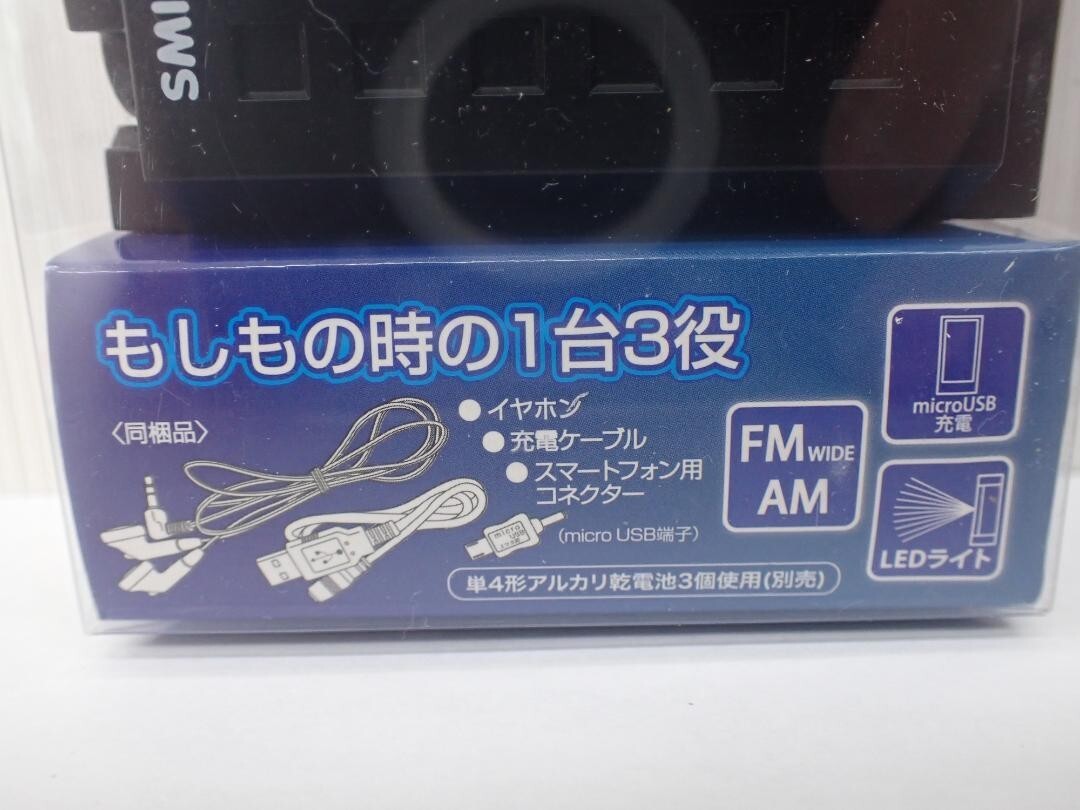 SMIWS
もしもの時の1台3役
〈同梱品〉
●イヤホン
●充電ケーブル
●スマートフォン用
コネクター
(micro USB端子)
micro
USB
単4形アルカリ乾電池3個使用(別売)
FM WIDE
AM
microUSB
充電
LEDライト